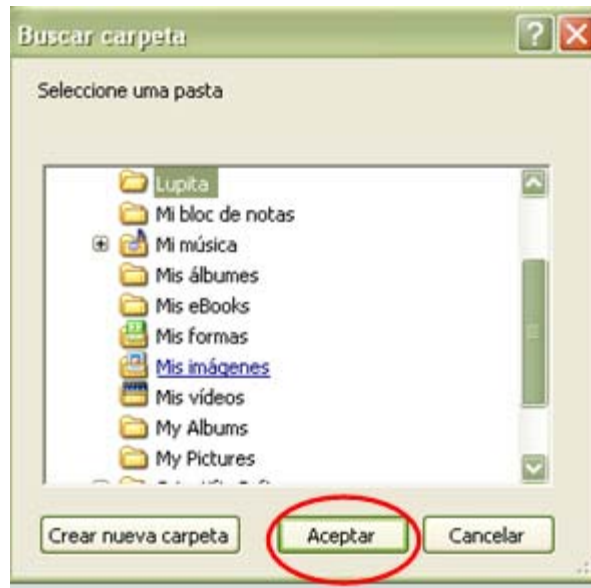 Buscar carpeta
Seleccione uma pasta
Lupita
Mi bloc de notas
Mi música
Mis álbumes
Mis eBooks
Mis formas
Mis imágenes
Mis vídeos
My Albums
My Pictures
Crear nueva carpeta Aceptar Cancelar